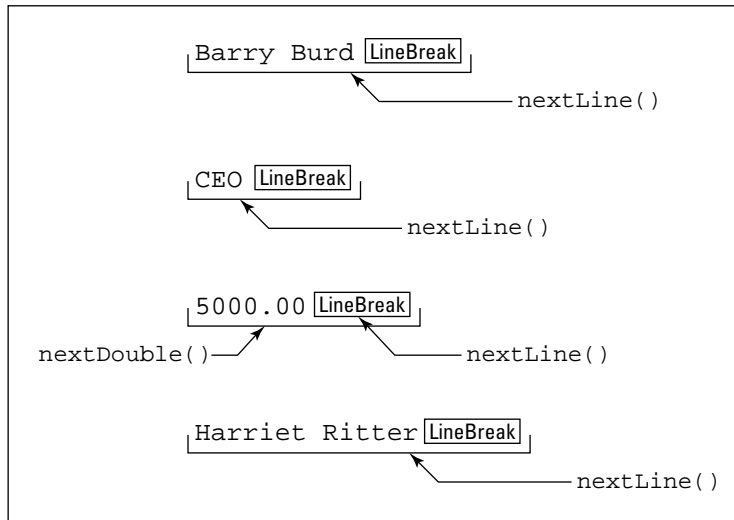 Barry Burd LineBreak
nextLine()
CEO LineBreak
nextLine()
5000.00 LineBreak
nextDouble() nextLine()
Harriet Ritter LineBreak
nextLine()